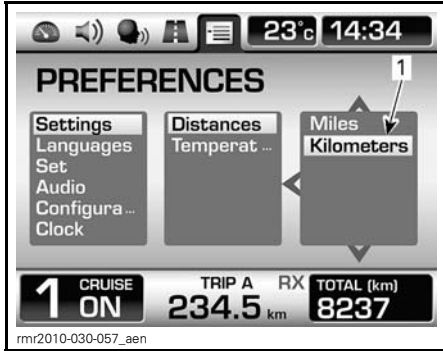 23°c 14:34
PREFERENCES
1
Settings
Languages
Set
Audio
Configura...
Clock
Distances
Temperat...
Miles
Kilometers
1 CRUISE ON
TRIP A
234.5 km
RX
TOTAL (km)
8237
rmr2010-030-057_aen